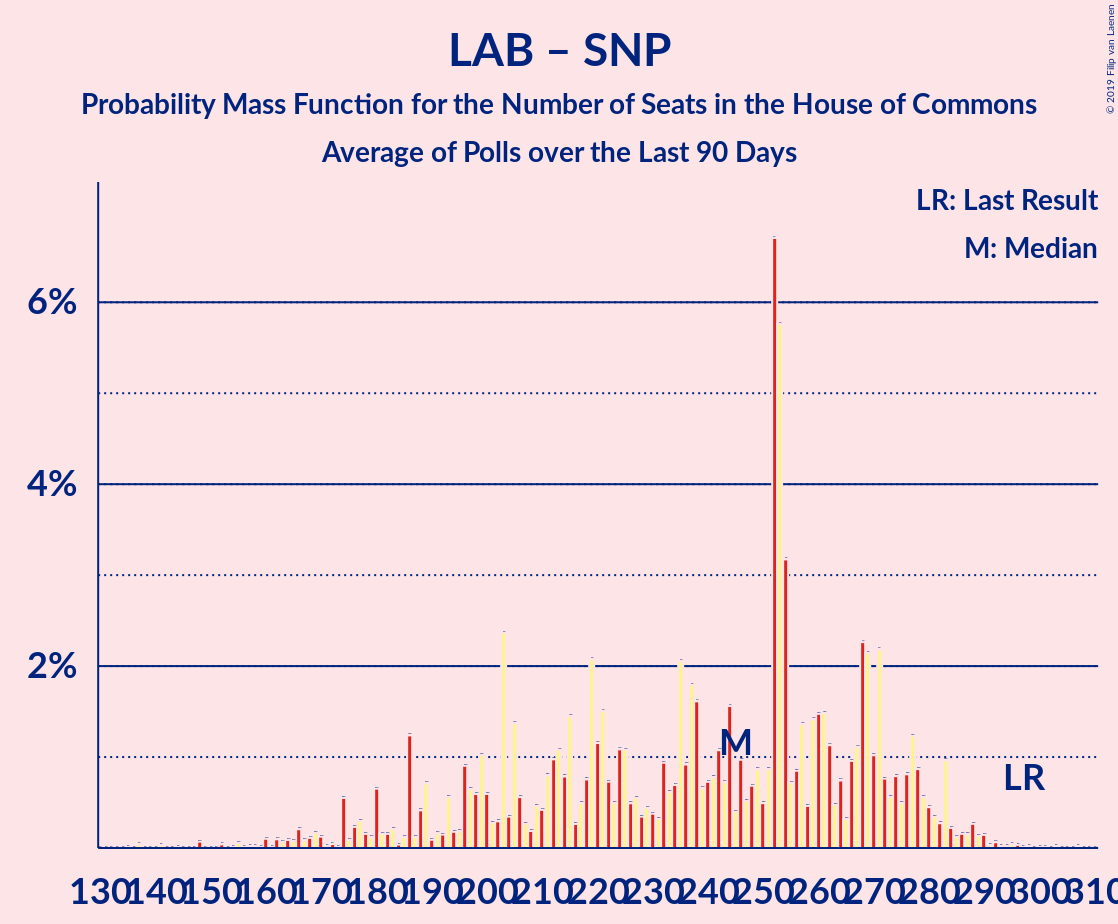 LAB – SNP
Probability Mass Function for the Number of Seats in the House of Commons
Average of Polls over the Last 90 Days
© 2019 Filip van Laenen
LR: Last Result
M: Median
6%
4%
2%
M
LR
130 140 150 160 170 180 190 200 210 220 230 240 250 260 270 280 290 300 310